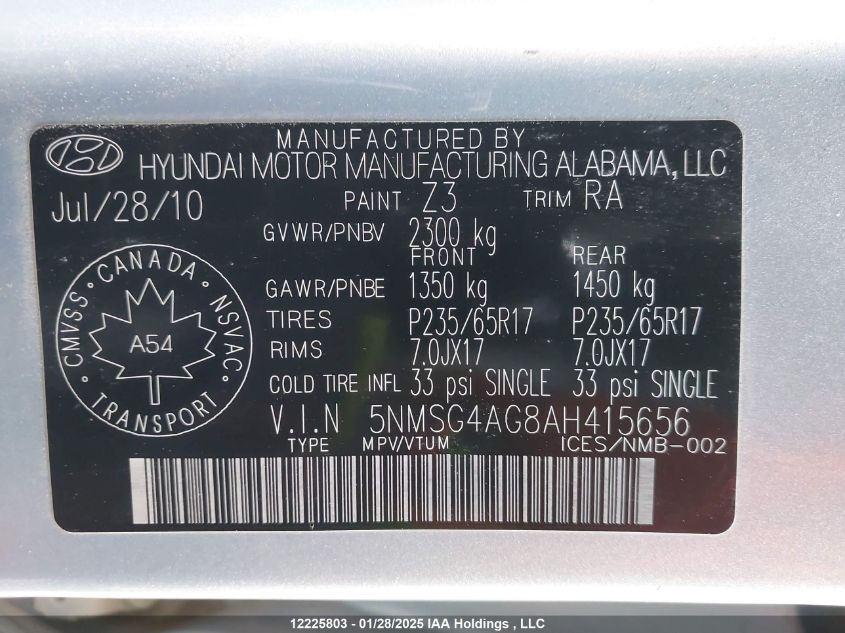 MANUFACTURED BY
HYUNDAI MOTOR MANUFACTURING ALABAMA, LLC
Jul/28/10 PAINT Z3 TRIM RA
GVWR/PNBV 2300 kg
FRONT REAR
GAWR/PNBE 1350 kg 1450 kg
TIRES P235/65R17 P235/65R17
RIMS 7.0JX17 7.0JX17
COLD TIRE INFL 33 psi SINGLE 33 psi SINGLE
V.I.N 5NMSG4AG8AH415656
TYPE MPV/VTUM ICES/NMB-002
CMVSS · CANADA · NSVAC · TRANSPORT ·
A54
12225803 - 01/28/2025 IAA Holdings , LLC